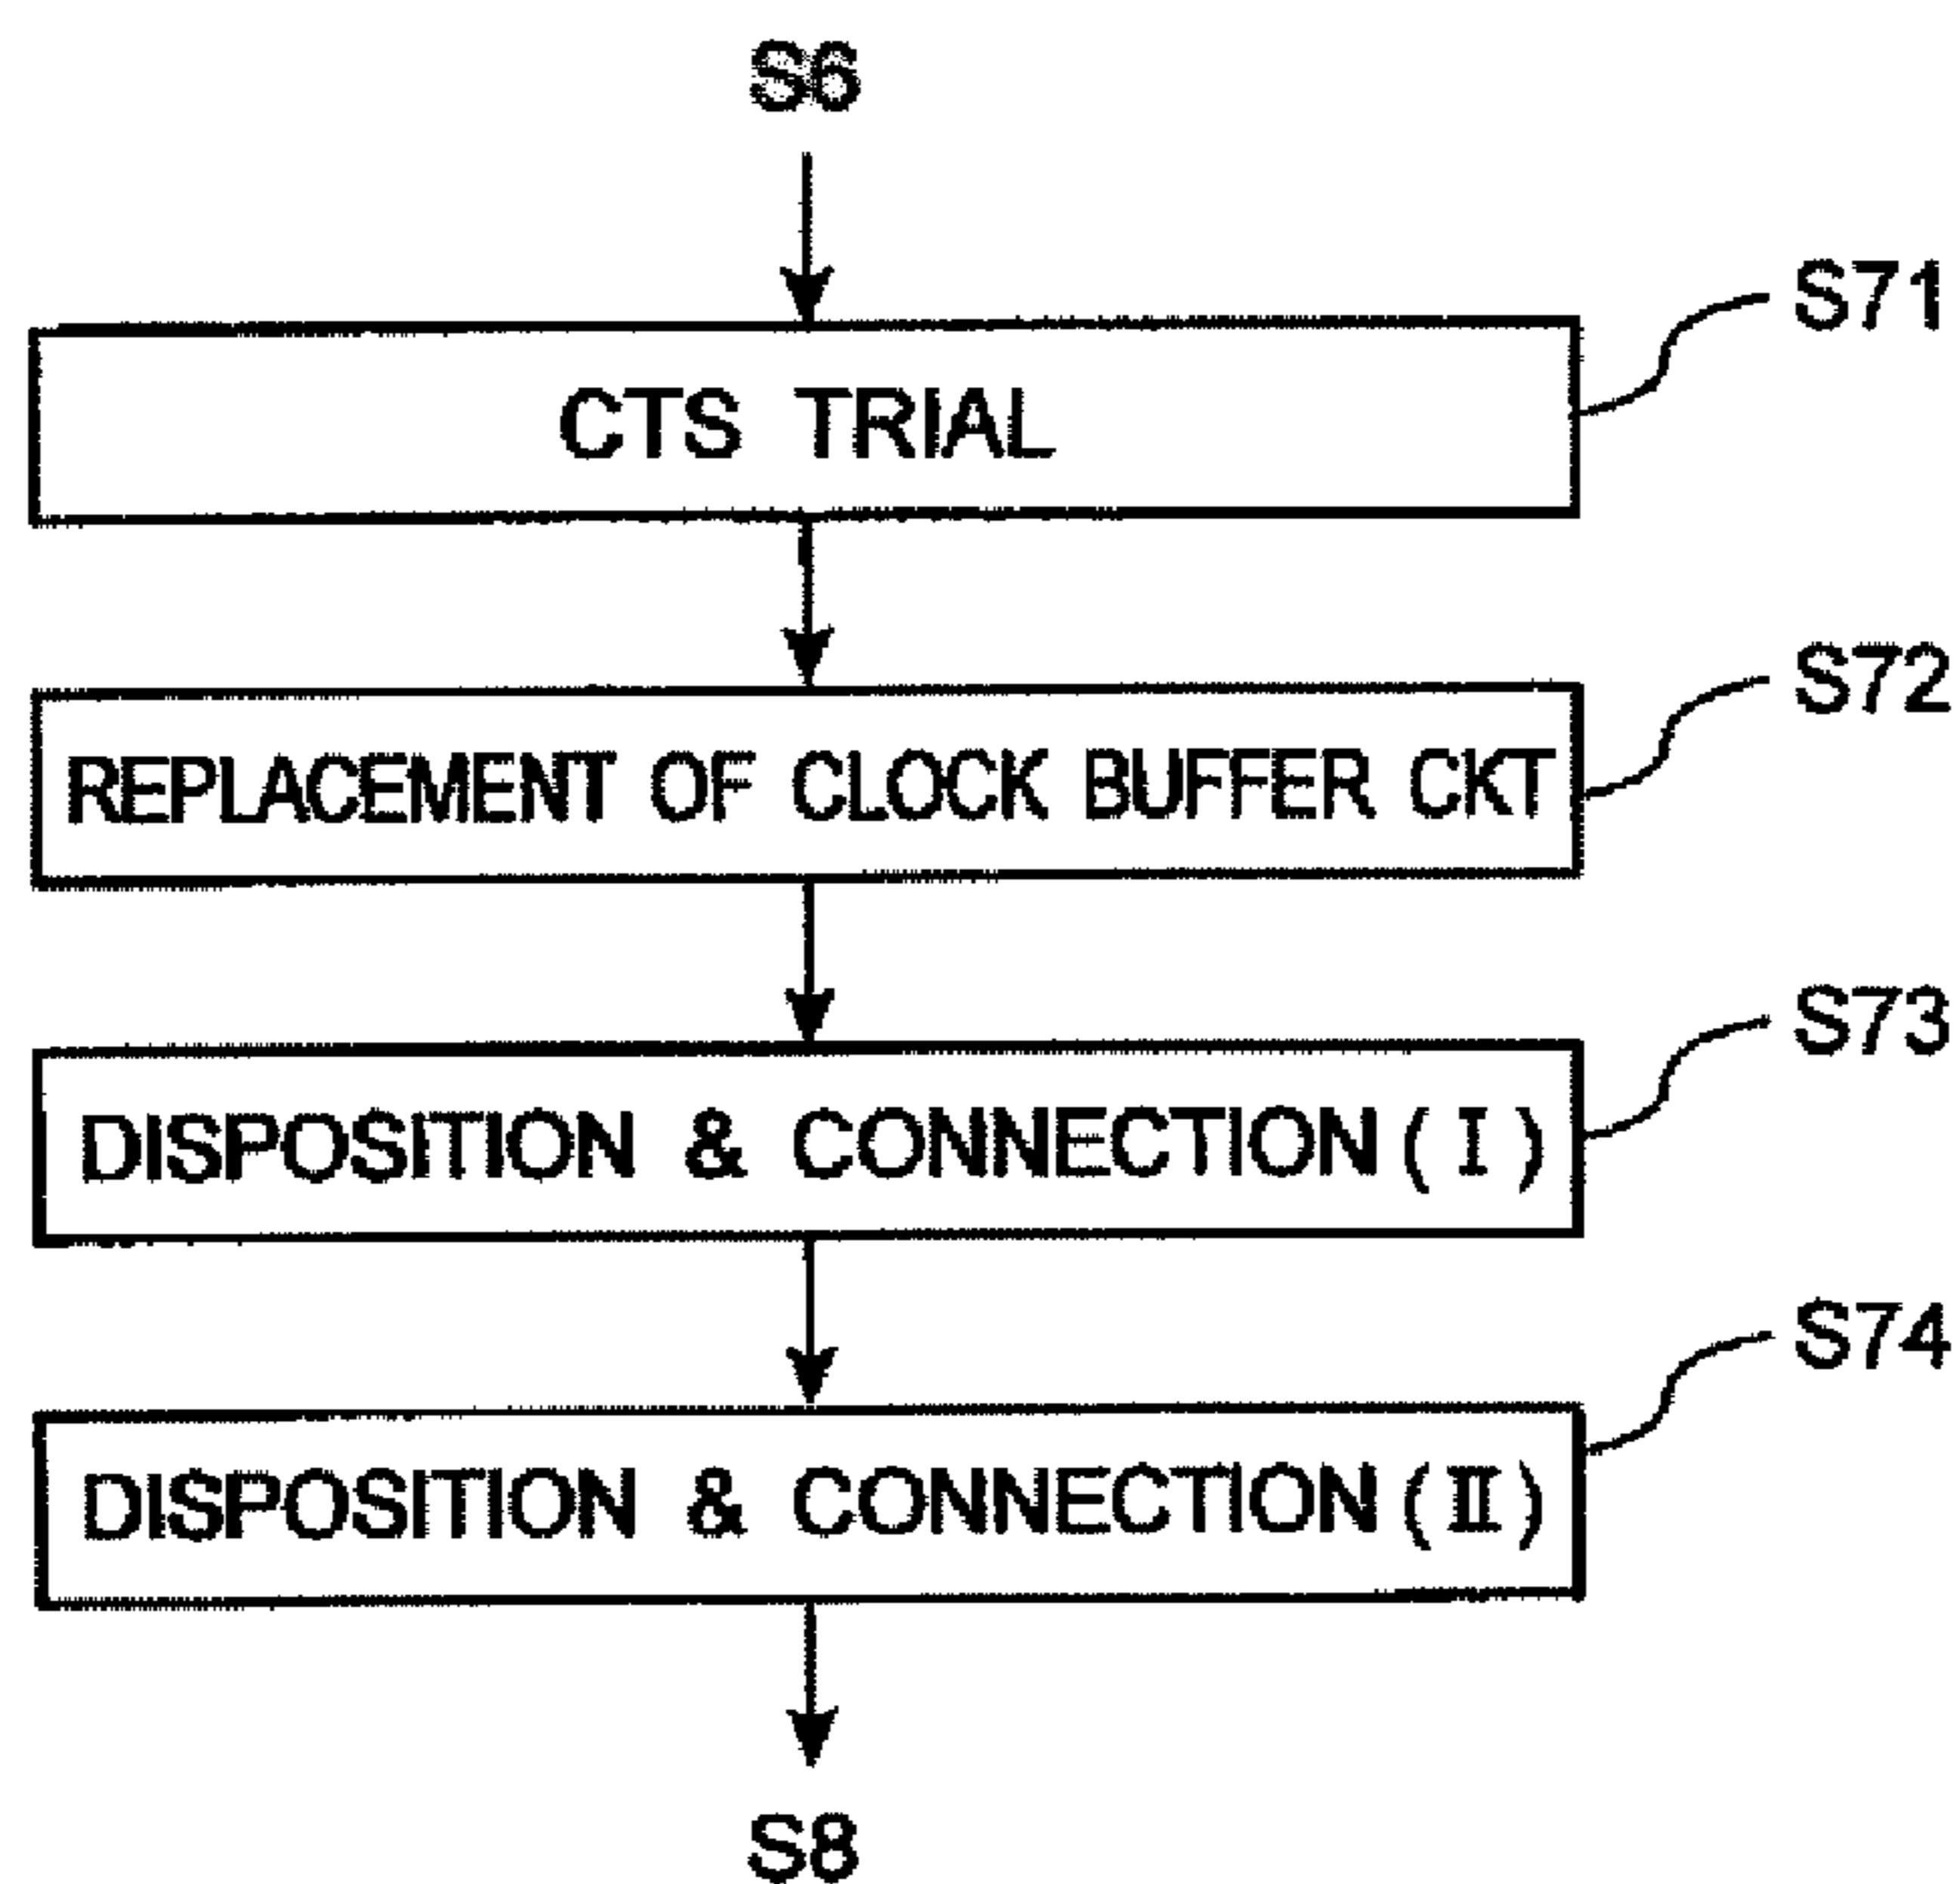 S6
S71
CTS TRIAL
S72
REPLACEMENT OF CLOCK BUFFER CKT
S73
DISPOSITION & CONNECTION(I)
S74
DISPOSITION & CONNECTION(II)
S8